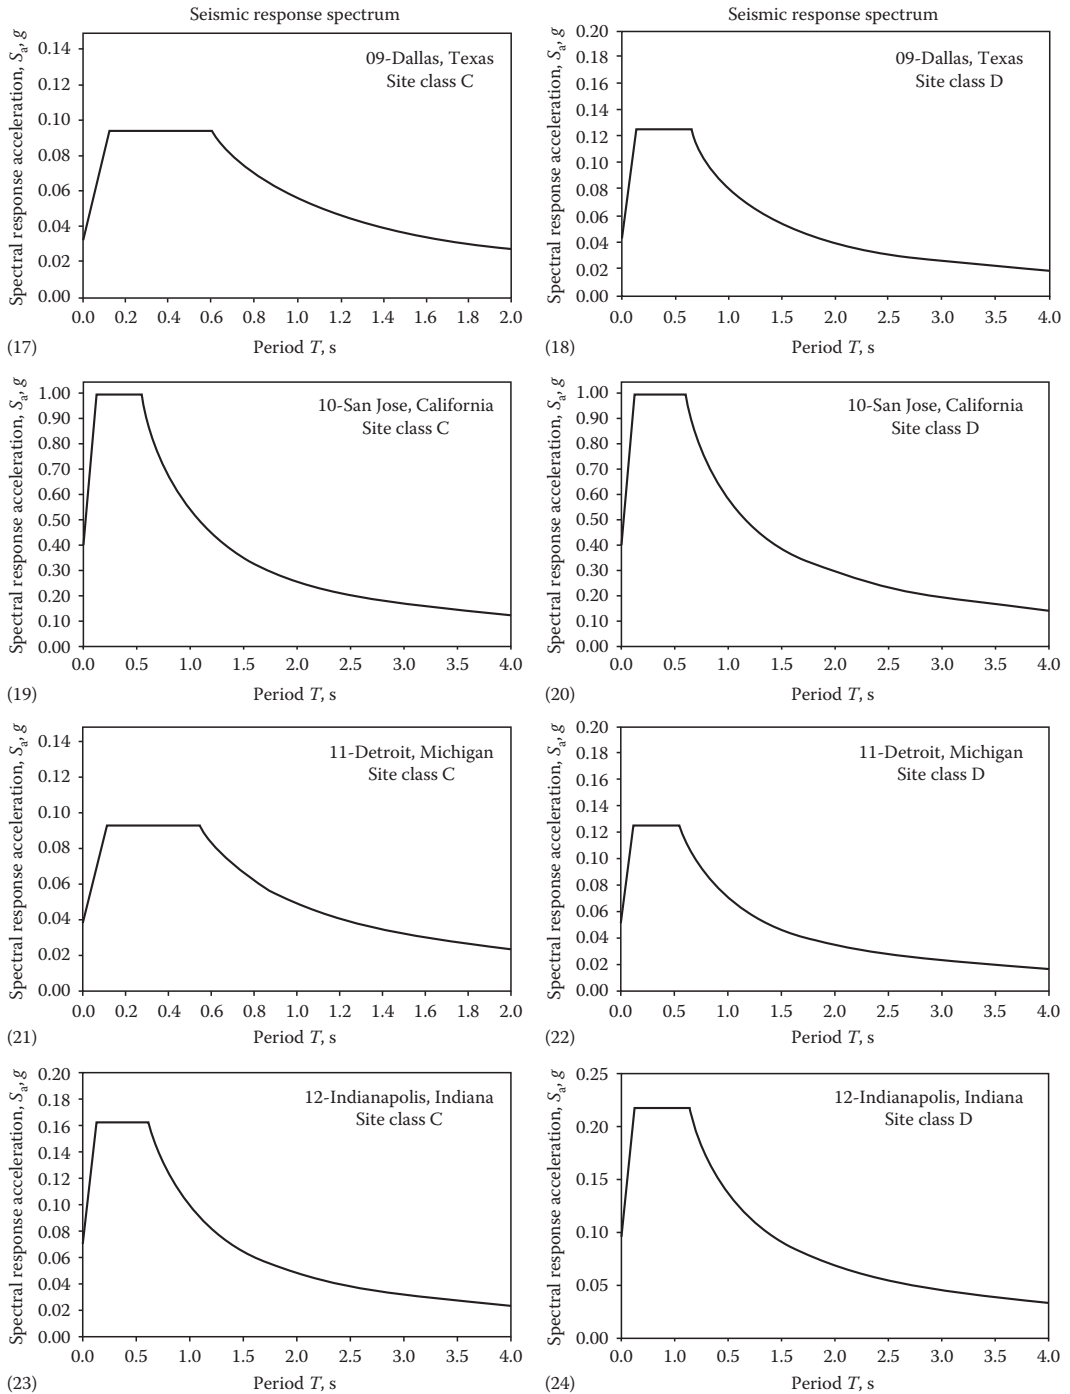 Seismic response spectrum
Spectral response acceleration, Sa, g
0.14
0.12
0.10
0.08
0.06
0.04
0.02
0.00
09-Dallas, Texas
Site class C
0.0 0.2 0.4 0.6 0.8 1.0 1.2 1.4 1.6 1.8 2.0
(17)
Period T, s
Seismic response spectrum
Spectral response acceleration, Sa, g
0.20
0.18
0.16
0.14
0.12
0.10
0.08
0.06
0.04
0.02
0.00
09-Dallas, Texas
Site class D
0.0 0.5 1.0 1.5 2.0 2.5 3.0 3.5 4.0
(18)
Period T, s
Spectral response acceleration, Sa, g
1.00
0.90
0.80
0.70
0.60
0.50
0.40
0.30
0.20
0.10
0.00
10-San Jose, California
Site class C
0.0 0.5 1.0 1.5 2.0 2.5 3.0 3.5 4.0
(19)
Period T, s
Spectral response acceleration, Sa, g
1.00
0.90
0.80
0.70
0.60
0.50
0.40
0.30
0.20
0.10
0.00
10-San Jose, California
Site class D
0.0 0.5 1.0 1.5 2.0 2.5 3.0 3.5 4.0
(20)
Period T, s
Spectral response acceleration, Sa, g
0.14
0.12
0.10
0.08
0.06
0.04
0.02
0.00
11-Detroit, Michigan
Site class C
0.0 0.2 0.4 0.6 0.8 1.0 1.2 1.4 1.6 1.8 2.0
(21)
Period T, s
Spectral response acceleration, Sa, g
0.20
0.18
0.16
0.14
0.12
0.10
0.08
0.06
0.04
0.02
0.00
11-Detroit, Michigan
Site class D
0.0 0.5 1.0 1.5 2.0 2.5 3.0 3.5 4.0
(22)
Period T, s
Spectral response acceleration, Sa, g
0.20
0.18
0.16
0.14
0.12
0.10
0.08
0.06
0.04
0.02
0.00
12-Indianapolis, Indiana
Site class C
0.0 0.5 1.0 1.5 2.0 2.5 3.0 3.5 4.0
(23)
Period T, s
Spectral response acceleration, Sa, g
0.25
0.20
0.15
0.10
0.05
0.00
12-Indianapolis, Indiana
Site class D
0.0 0.5 1.0 1.5 2.0 2.5 3.0 3.5 4.0
(24)
Period T, s